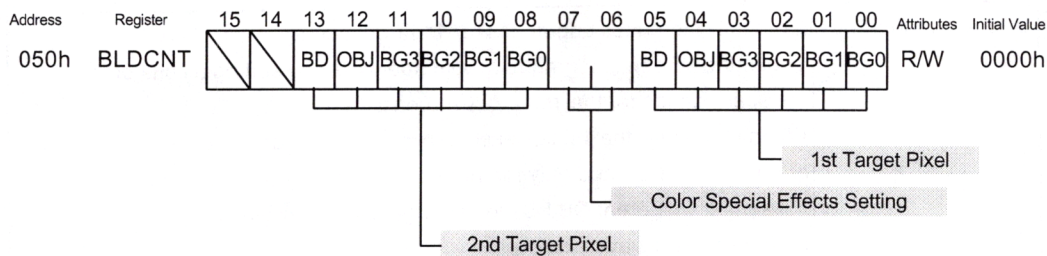 Address Register 15 14 13 12 11 10 09 08 07 06 05 04 03 02 01 00 Attributes Initial Value
050h BLDCNT BD OBJ BG3 BG2 BG1 BG0 BD OBJ BG3 BG2 BG1 BG0 R/W 0000h
1st Target Pixel
Color Special Effects Setting
2nd Target Pixel